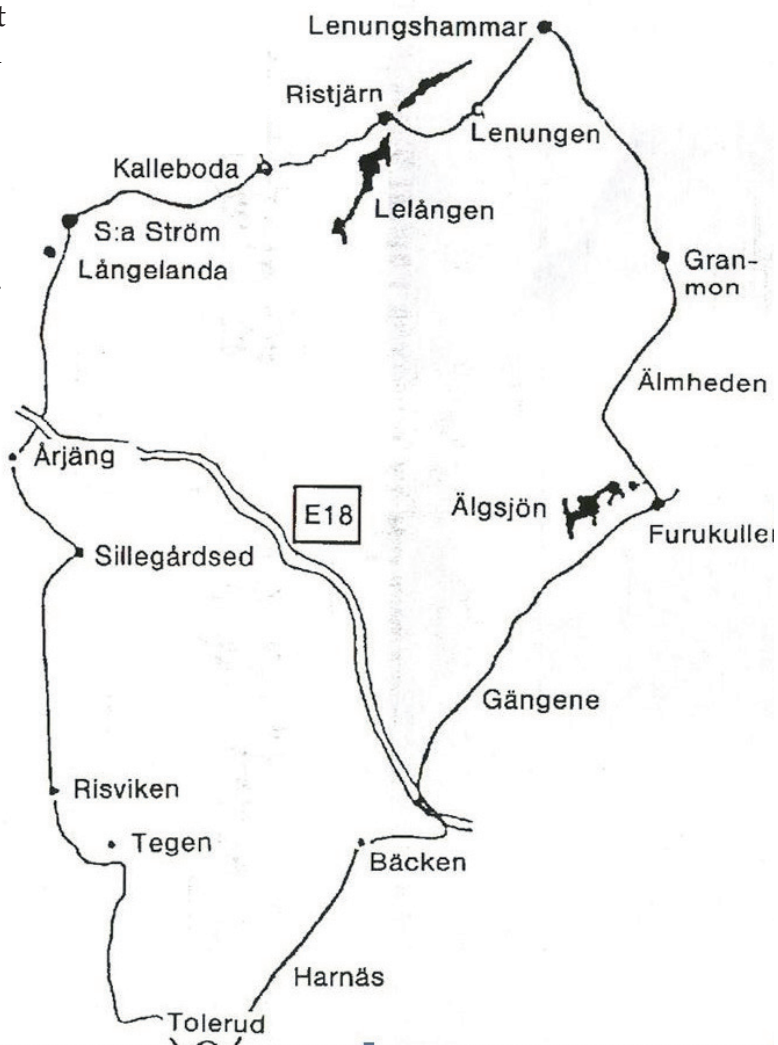 t
Lenungshammar
Ristjärn
Lenungen
Kalleboda
Lelången
S:a Ström
Långelanda
Gran-
mon
Älmheden
Årjäng
E18
Älgsjön
Sillegårdsed
Gängene
Risviken
Tegen
Bäcken
Harnäs
Tolerud